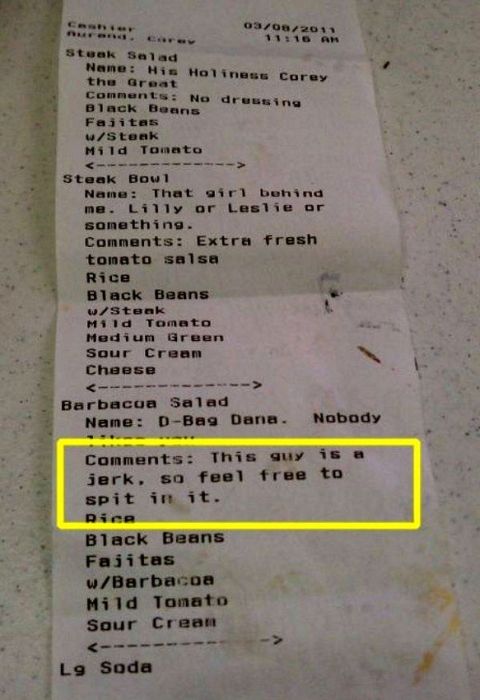 Cashier 03/08/2011
Aurand, Corey 11:16 AM
Steak Salad
Name: His Holiness Corey
the Great
Comments: No dressing
Black Beans
Fajitas
w/Steak
Mild Tomato
<--------------->
Steak Bowl
Name: That girl behind
me. Lilly or Leslie or
something.
Comments: Extra fresh
tomato salsa
Rice
Black Beans
w/Steak
Mild Tomato
Medium Green
Sour Cream
Cheese
<--------------->
Barbacoa Salad
Name: D-Bag Dana. Nobody
likes you
Comments: This guy is a
jerk, so feel free to
spit in it.
Rice
Black Beans
Fajitas
w/Barbacoa
Mild Tomato
Sour Cream
<--------------->
Lg Soda